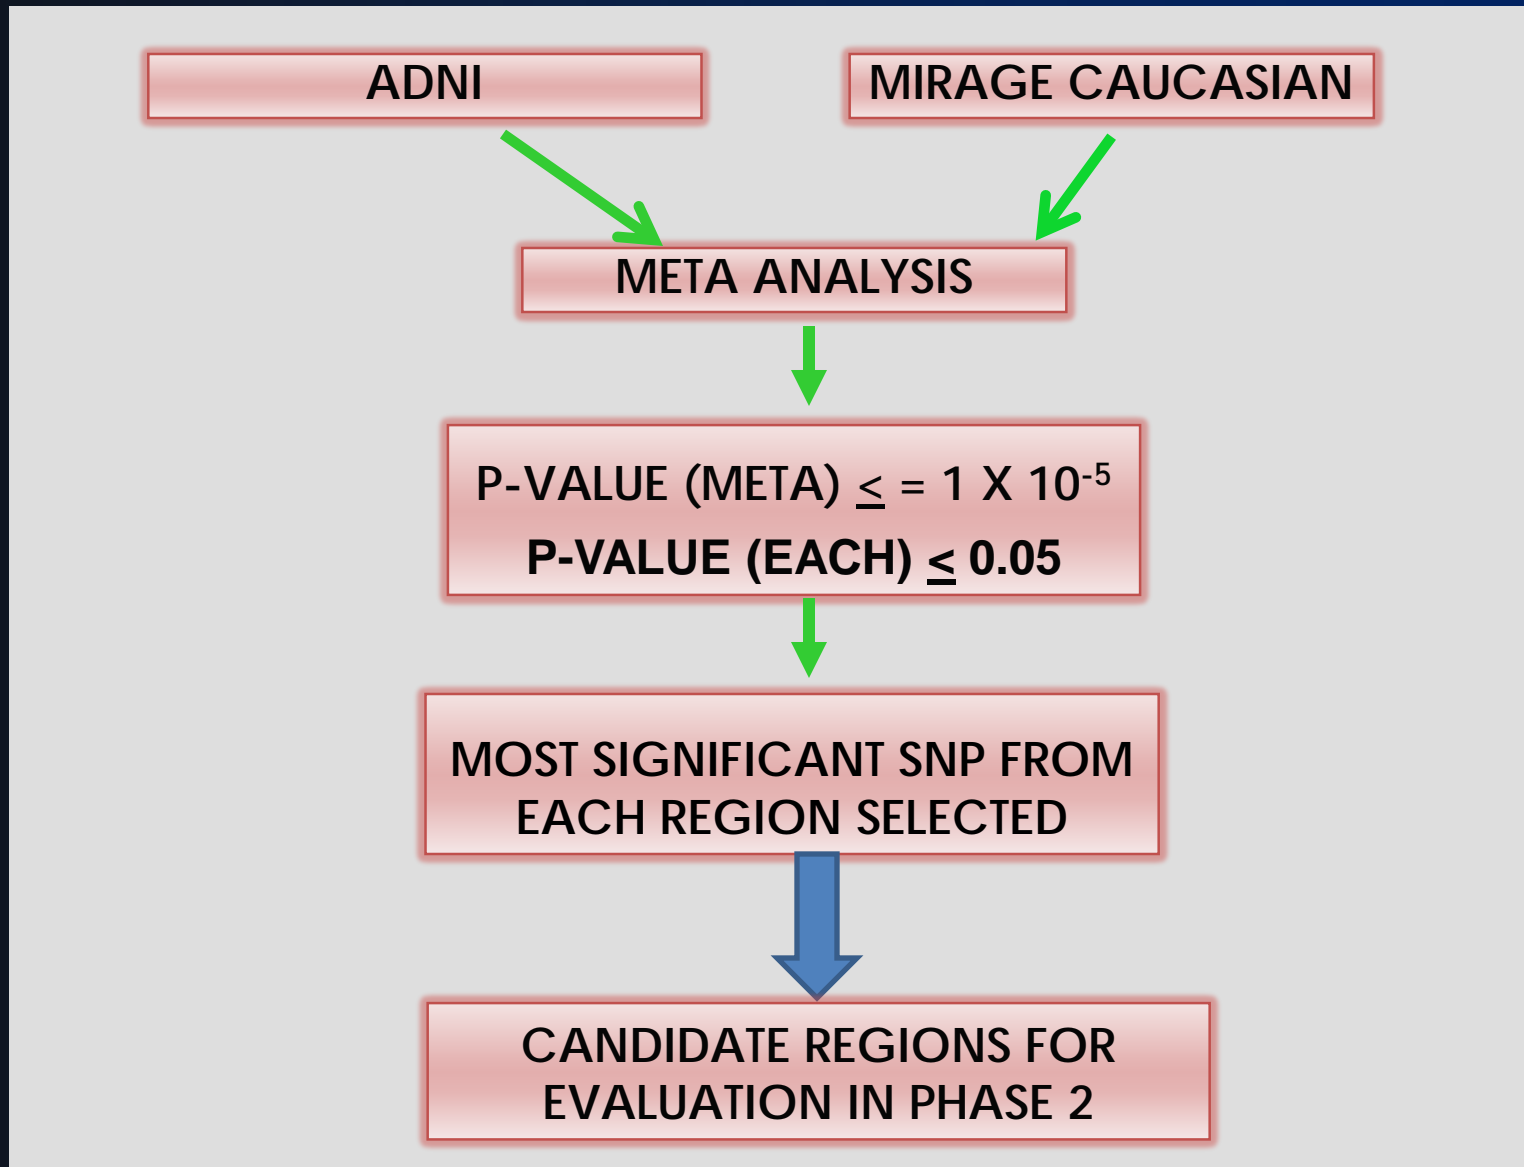 ADNI
MIRAGE CAUCASIAN
META ANALYSIS
P-VALUE (META) < = 1 X 10-5
P-VALUE (EACH) < 0.05
MOST SIGNIFICANT SNP FROM
EACH REGION SELECTED
CANDIDATE REGIONS FOR
EVALUATION IN PHASE 2